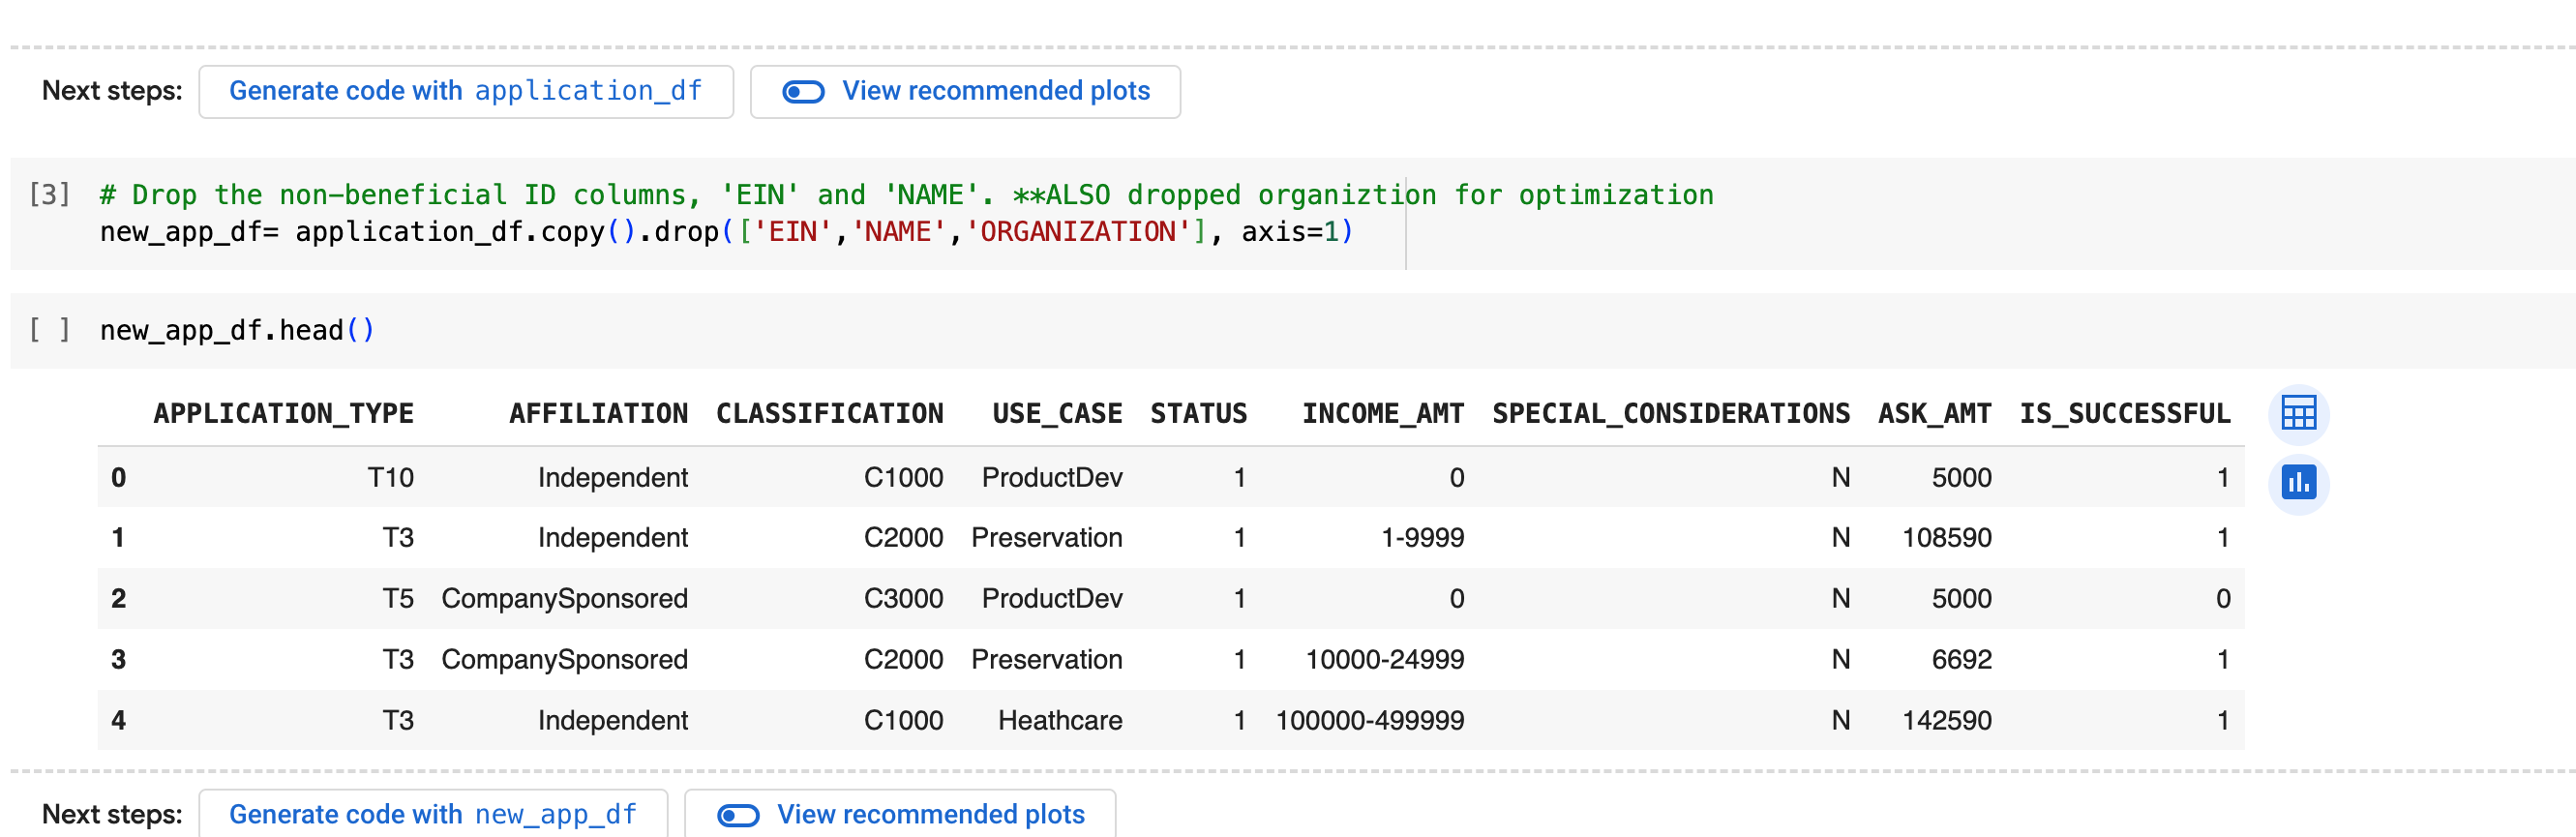 Next steps: Generate code with application_df View recommended plots
[3] # Drop the non-beneficial ID columns, 'EIN' and 'NAME'. **ALSO dropped organiztion for optimization
new_app_df= application_df.copy().drop(['EIN','NAME','ORGANIZATION'], axis=1)
[ ] new_app_df.head()
APPLICATION_TYPE AFFILIATION CLASSIFICATION USE_CASE STATUS INCOME_AMT SPECIAL_CONSIDERATIONS ASK_AMT IS_SUCCESSFUL
0 T10 Independent C1000 ProductDev 1 0 N 5000 1
1 T3 Independent C2000 Preservation 1 1-9999 N 108590 1
2 T5 CompanySponsored C3000 ProductDev 1 0 N 5000 0
3 T3 CompanySponsored C2000 Preservation 1 10000-24999 N 6692 1
4 T3 Independent C1000 Heathcare 1 100000-499999 N 142590 1
Next steps: Generate code with new_app_df View recommended plots